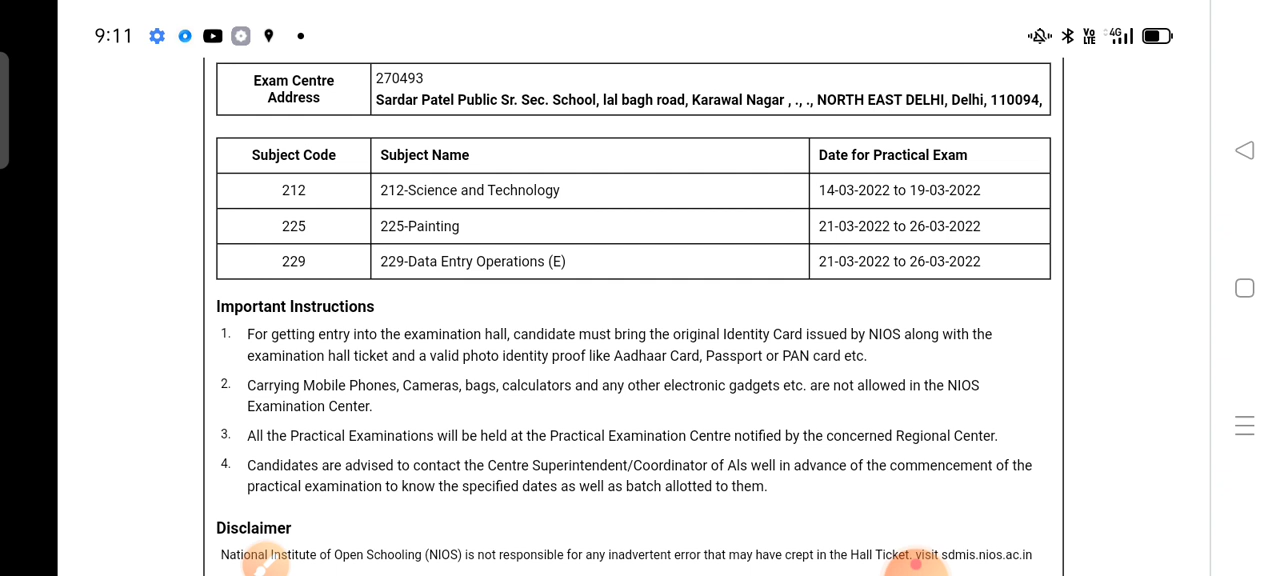 9:11
Vo LTE 4G
Exam Centre
Address
270493
Sardar Patel Public Sr. Sec. School, lal bagh road, Karawal Nagar , ., ., NORTH EAST DELHI, Delhi, 110094,
Subject Code Subject Name Date for Practical Exam
212 212-Science and Technology 14-03-2022 to 19-03-2022
225 225-Painting 21-03-2022 to 26-03-2022
229 229-Data Entry Operations (E) 21-03-2022 to 26-03-2022
Important Instructions
1. For getting entry into the examination hall, candidate must bring the original Identity Card issued by NIOS along with the
examination hall ticket and a valid photo identity proof like Aadhaar Card, Passport or PAN card etc.
2. Carrying Mobile Phones, Cameras, bags, calculators and any other electronic gadgets etc. are not allowed in the NIOS
Examination Center.
3. All the Practical Examinations will be held at the Practical Examination Centre notified by the concerned Regional Center.
4. Candidates are advised to contact the Centre Superintendent/Coordinator of AIs well in advance of the commencement of the
practical examination to know the specified dates as well as batch allotted to them.
Disclaimer
National Institute of Open Schooling (NIOS) is not responsible for any inadvertent error that may have crept in the Hall Ticket. visit sdmis.nios.ac.in